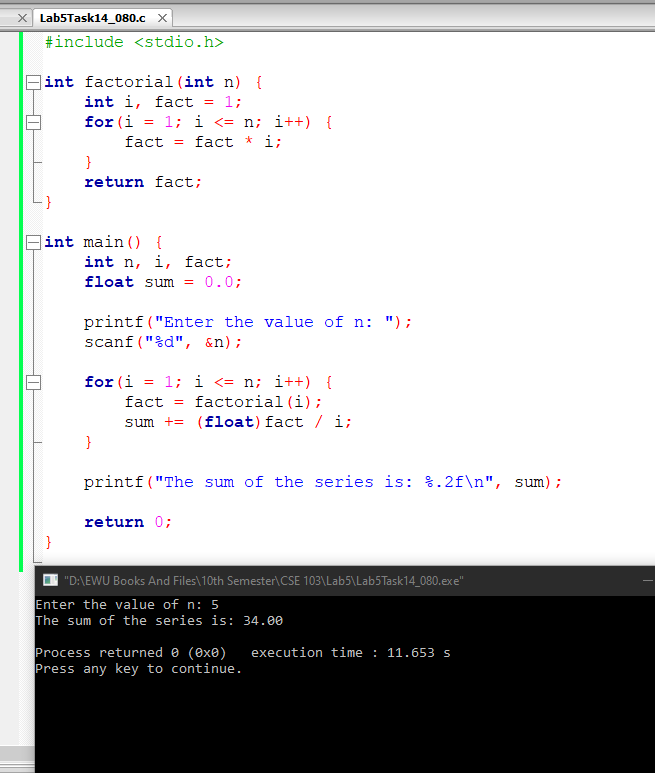 Lab5Task14_080.c
#include <stdio.h>
int factorial(int n) {
    int i, fact = 1;
    for(i = 1; i <= n; i++) {
        fact = fact * i;
    }
    return fact;
}
int main() {
    int n, i, fact;
    float sum = 0.0;
    printf("Enter the value of n: ");
    scanf("%d", &n);
    for(i = 1; i <= n; i++) {
        fact = factorial(i);
        sum += (float)fact / i;
    }
    printf("The sum of the series is: %.2f\n", sum);
    return 0;
}
"D:\EWU Books And Files\10th Semester\CSE 103\Lab5\Lab5Task14_080.exe"
Enter the value of n: 5
The sum of the series is: 34.00
Process returned 0 (0x0)   execution time : 11.653 s
Press any key to continue.